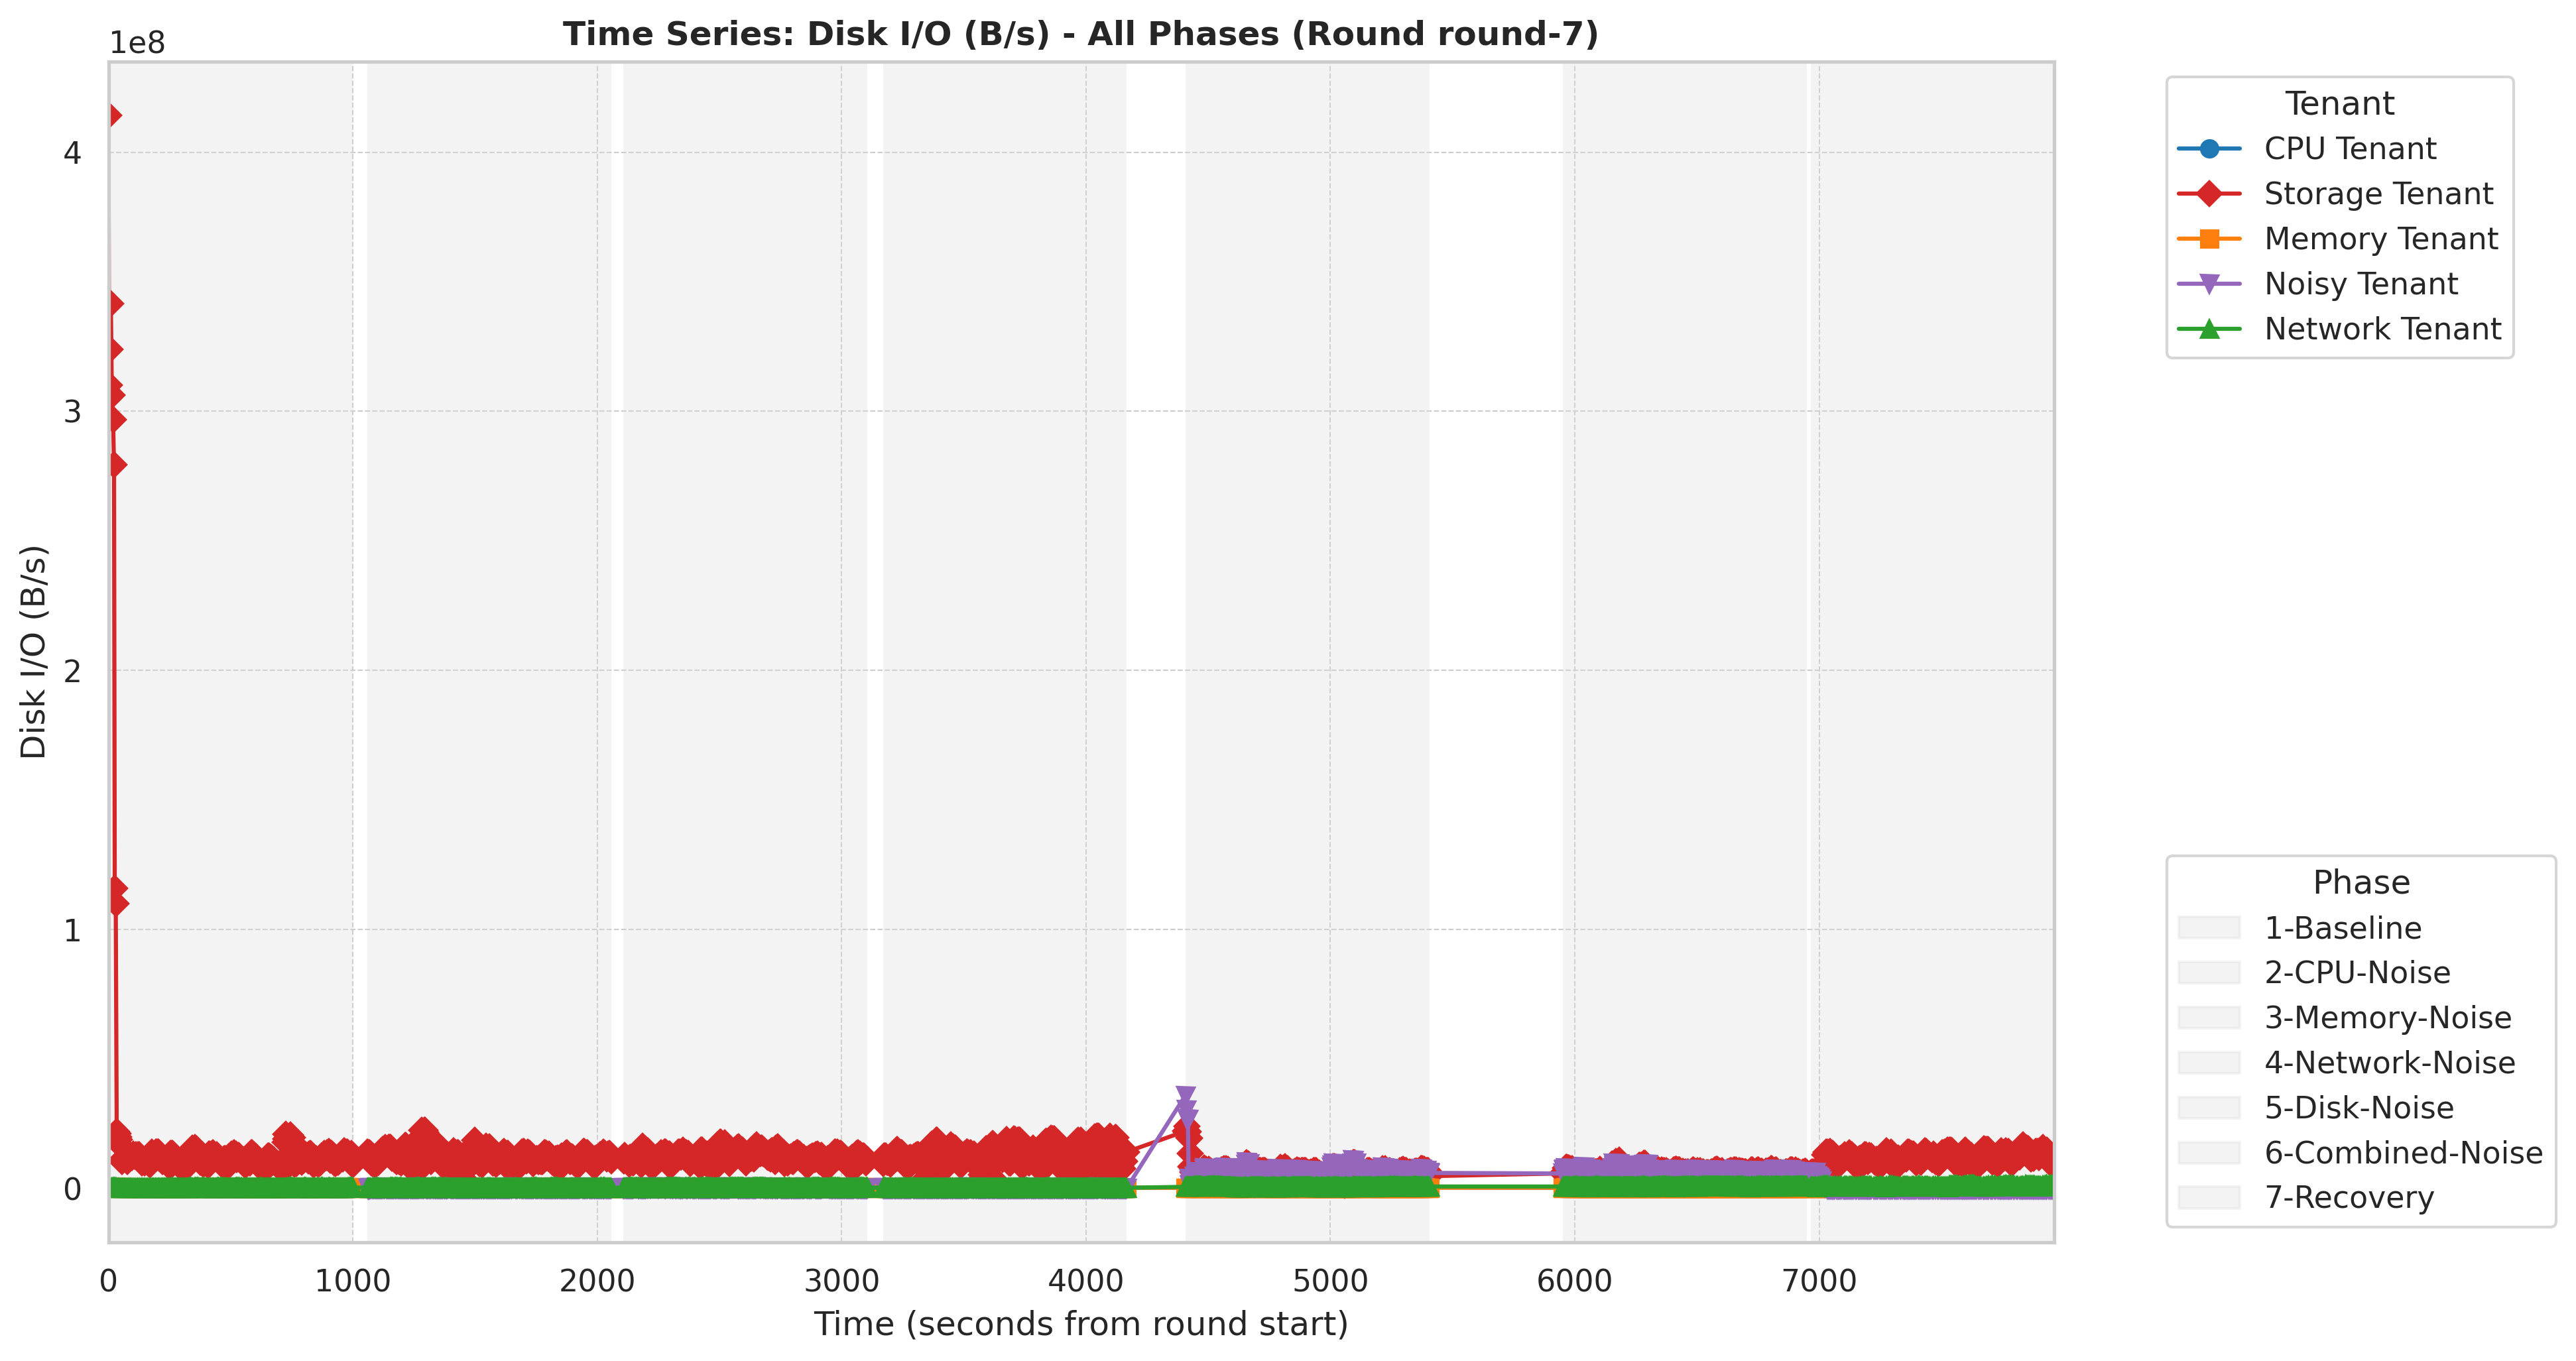 Time Series: Disk I/O (B/s) - All Phases (Round round-7)
1e8
4
3
2
1
0
Disk I/O (B/s)
0 1000 2000 3000 4000 5000 6000 7000
Time (seconds from round start)
Tenant
CPU Tenant
Storage Tenant
Memory Tenant
Noisy Tenant
Network Tenant
Phase
1-Baseline
2-CPU-Noise
3-Memory-Noise
4-Network-Noise
5-Disk-Noise
6-Combined-Noise
7-Recovery